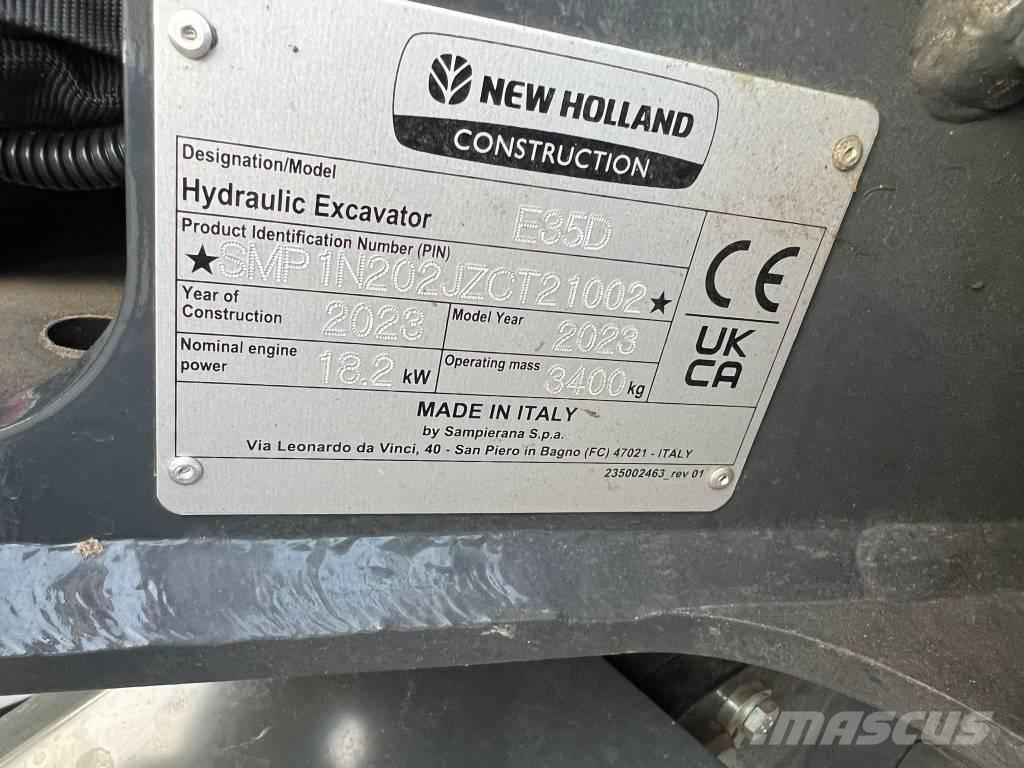 NEW HOLLAND
CONSTRUCTION
Designation/Model
Hydraulic Excavator E35D
Product Identification Number (PIN)
★SMP1N202JZCT21002★
Year of
Construction 2023
Model Year 2023
Nominal engine
power 18.2 kW
Operating mass 3400 kg
CE
UK
CA
MADE IN ITALY
by Sampierana S.p.a.
Via Leonardo da Vinci, 40 - San Piero in Bagno (FC) 47021 - ITALY
235002463_rev 01
MASCUS